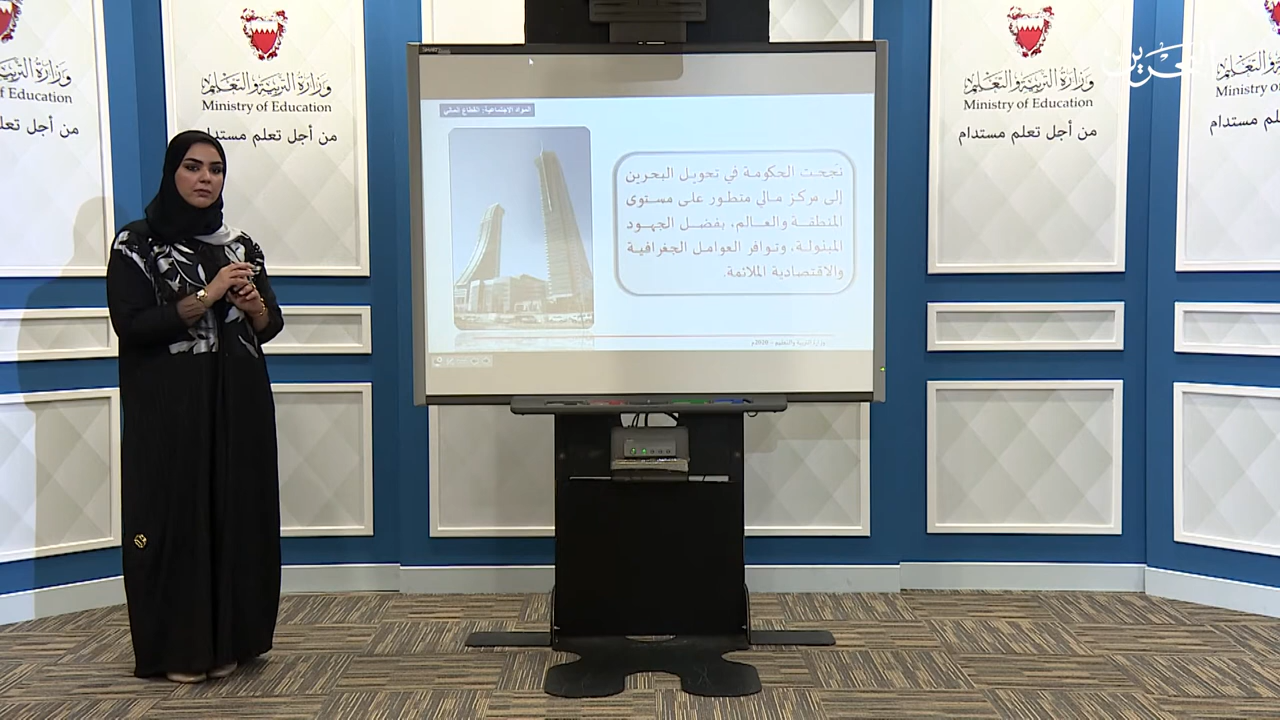 وزارة التربية والتعليم
Ministry of Education
من أجل تعلم مستدام
وزارة التربية والتعليم
Ministry of Education
من أجل تعلم مستدام
البحرين
SMART
المواد الاجتماعية: القطاع المالي
نجحت الحكومة في تحويل البحرين
إلى مركز مالي متطور على مستوى
المنطقة والعالم، بفضل الجهود
المبذولة، وتوافر العوامل الجغرافية
والاقتصادية الملائمة.
وزارة التربية والتعليم - 2020م